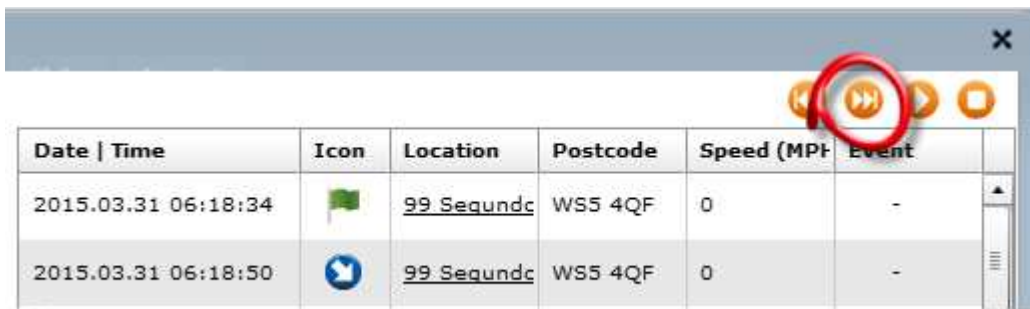 Date | Time Icon Location Postcode Speed (MPH Event
2015.03.31 06:18:34 99 Segundo WS5 4QF 0 -
2015.03.31 06:18:50 99 Segundo WS5 4QF 0 -